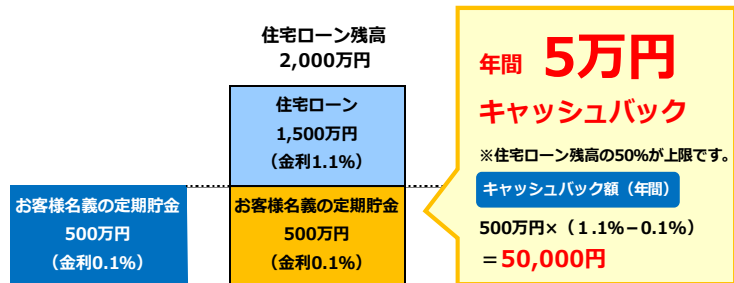 住宅ローン残高
2,000万円
住宅ローン
1,500万円
（金利1.1%）
お客様名義の定期貯金
500万円
（金利0.1%）
お客様名義の定期貯金
500万円
（金利0.1%）
年間 5万円
キャッシュバック
※住宅ローン残高の50%が上限です。
キャッシュバック額（年間）
500万円×（１.1%－0.1%）
＝50,000円